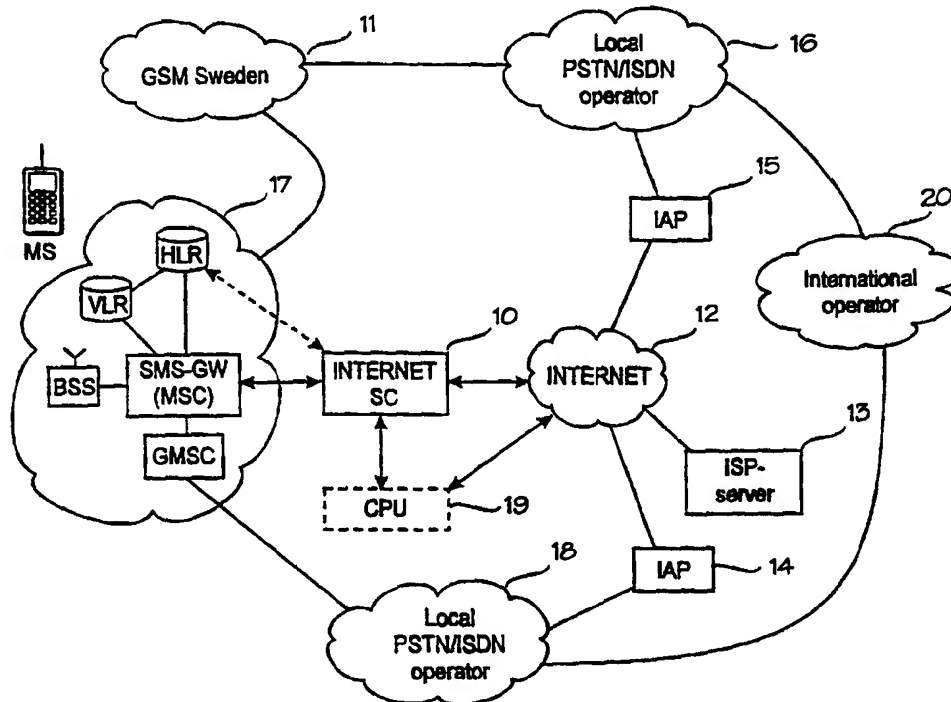 11
GSM Sweden
Local
PSTN/ISDN
operator
16
MS
17
HLR
VLR
BSS
SMS-GW
(MSC)
GMSC
10
INTERNET
SC
CPU
19
15
IAP
12
INTERNET
20
International
operator
13
ISP-
server
IAP
14
18
Local
PSTN/ISDN
operator